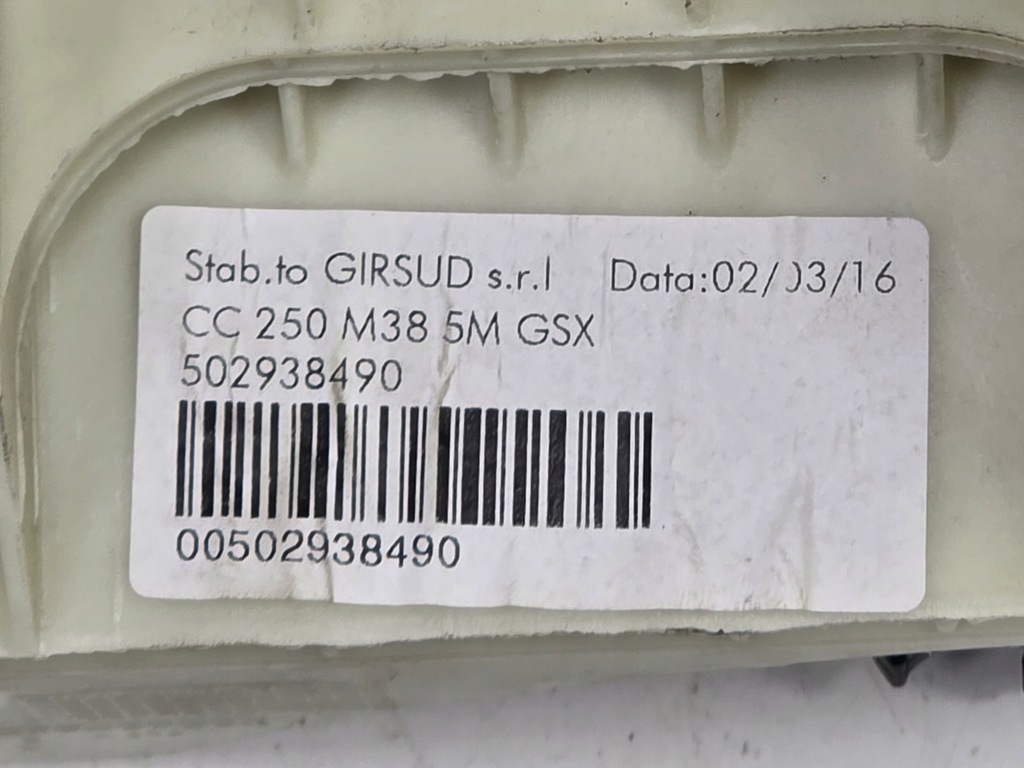 Stab.to GIRSUD s.r.l Data:02/03/16
CC 250 M38 5M GSX
502938490
00502938490